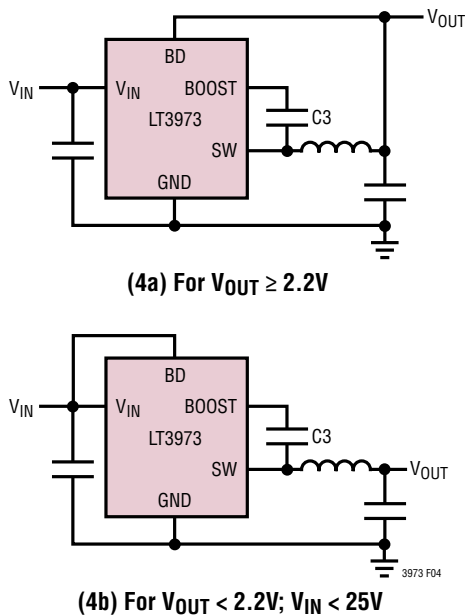 VOUT
BD
VIN
VIN
BOOST
LT3973
C3
SW
GND
(4a) For VOUT ≥ 2.2V
BD
VIN
VIN
BOOST
LT3973
C3
SW
VOUT
GND
3973 F04
(4b) For VOUT < 2.2V; VIN < 25V